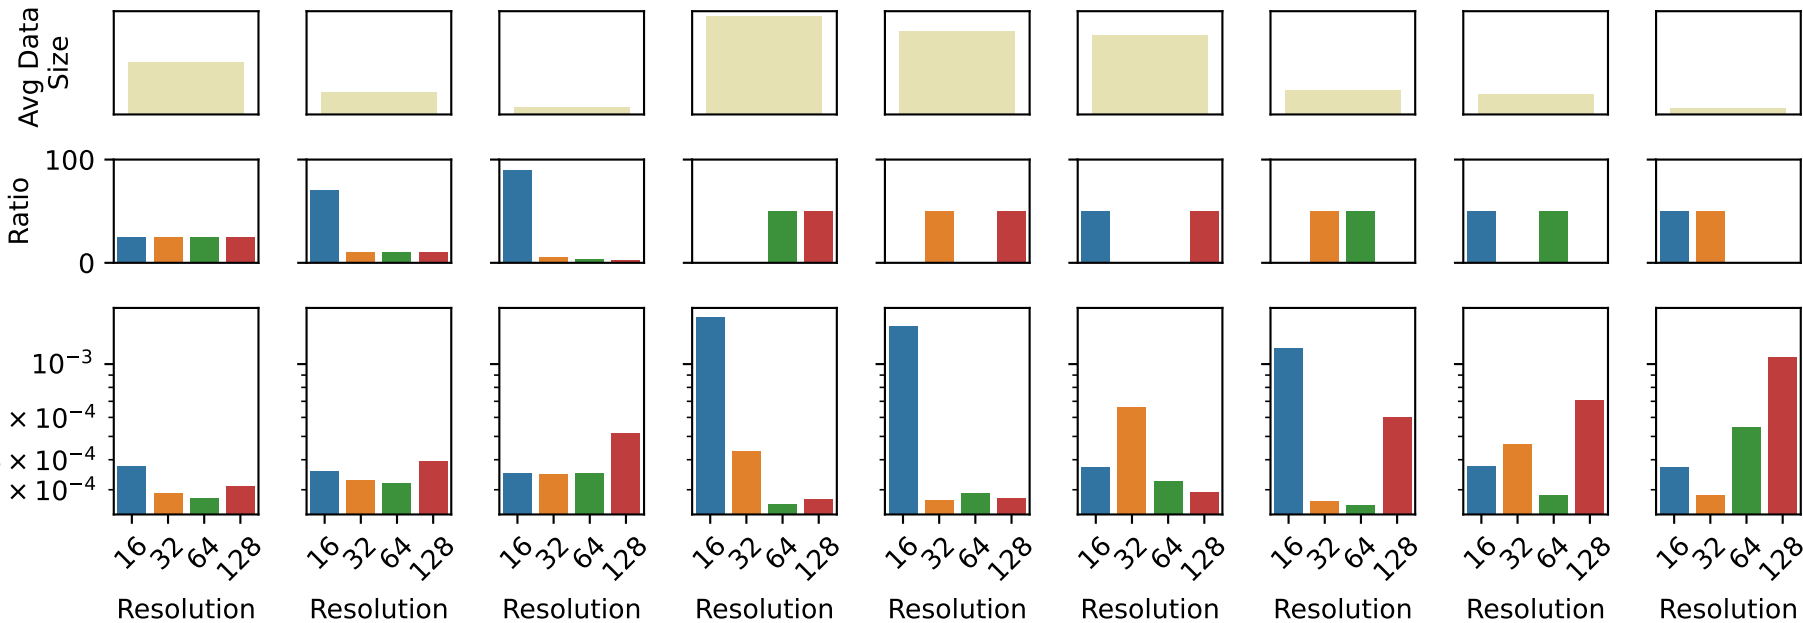 Avg Data
Size
Ratio
100
0
10⁻³
× 10⁻⁴
× 10⁻⁴
× 10⁻⁴
16 32 64 128
16 32 64 128
16 32 64 128
16 32 64 128
16 32 64 128
16 32 64 128
16 32 64 128
16 32 64 128
16 32 64 128
Resolution
Resolution
Resolution
Resolution
Resolution
Resolution
Resolution
Resolution
Resolution